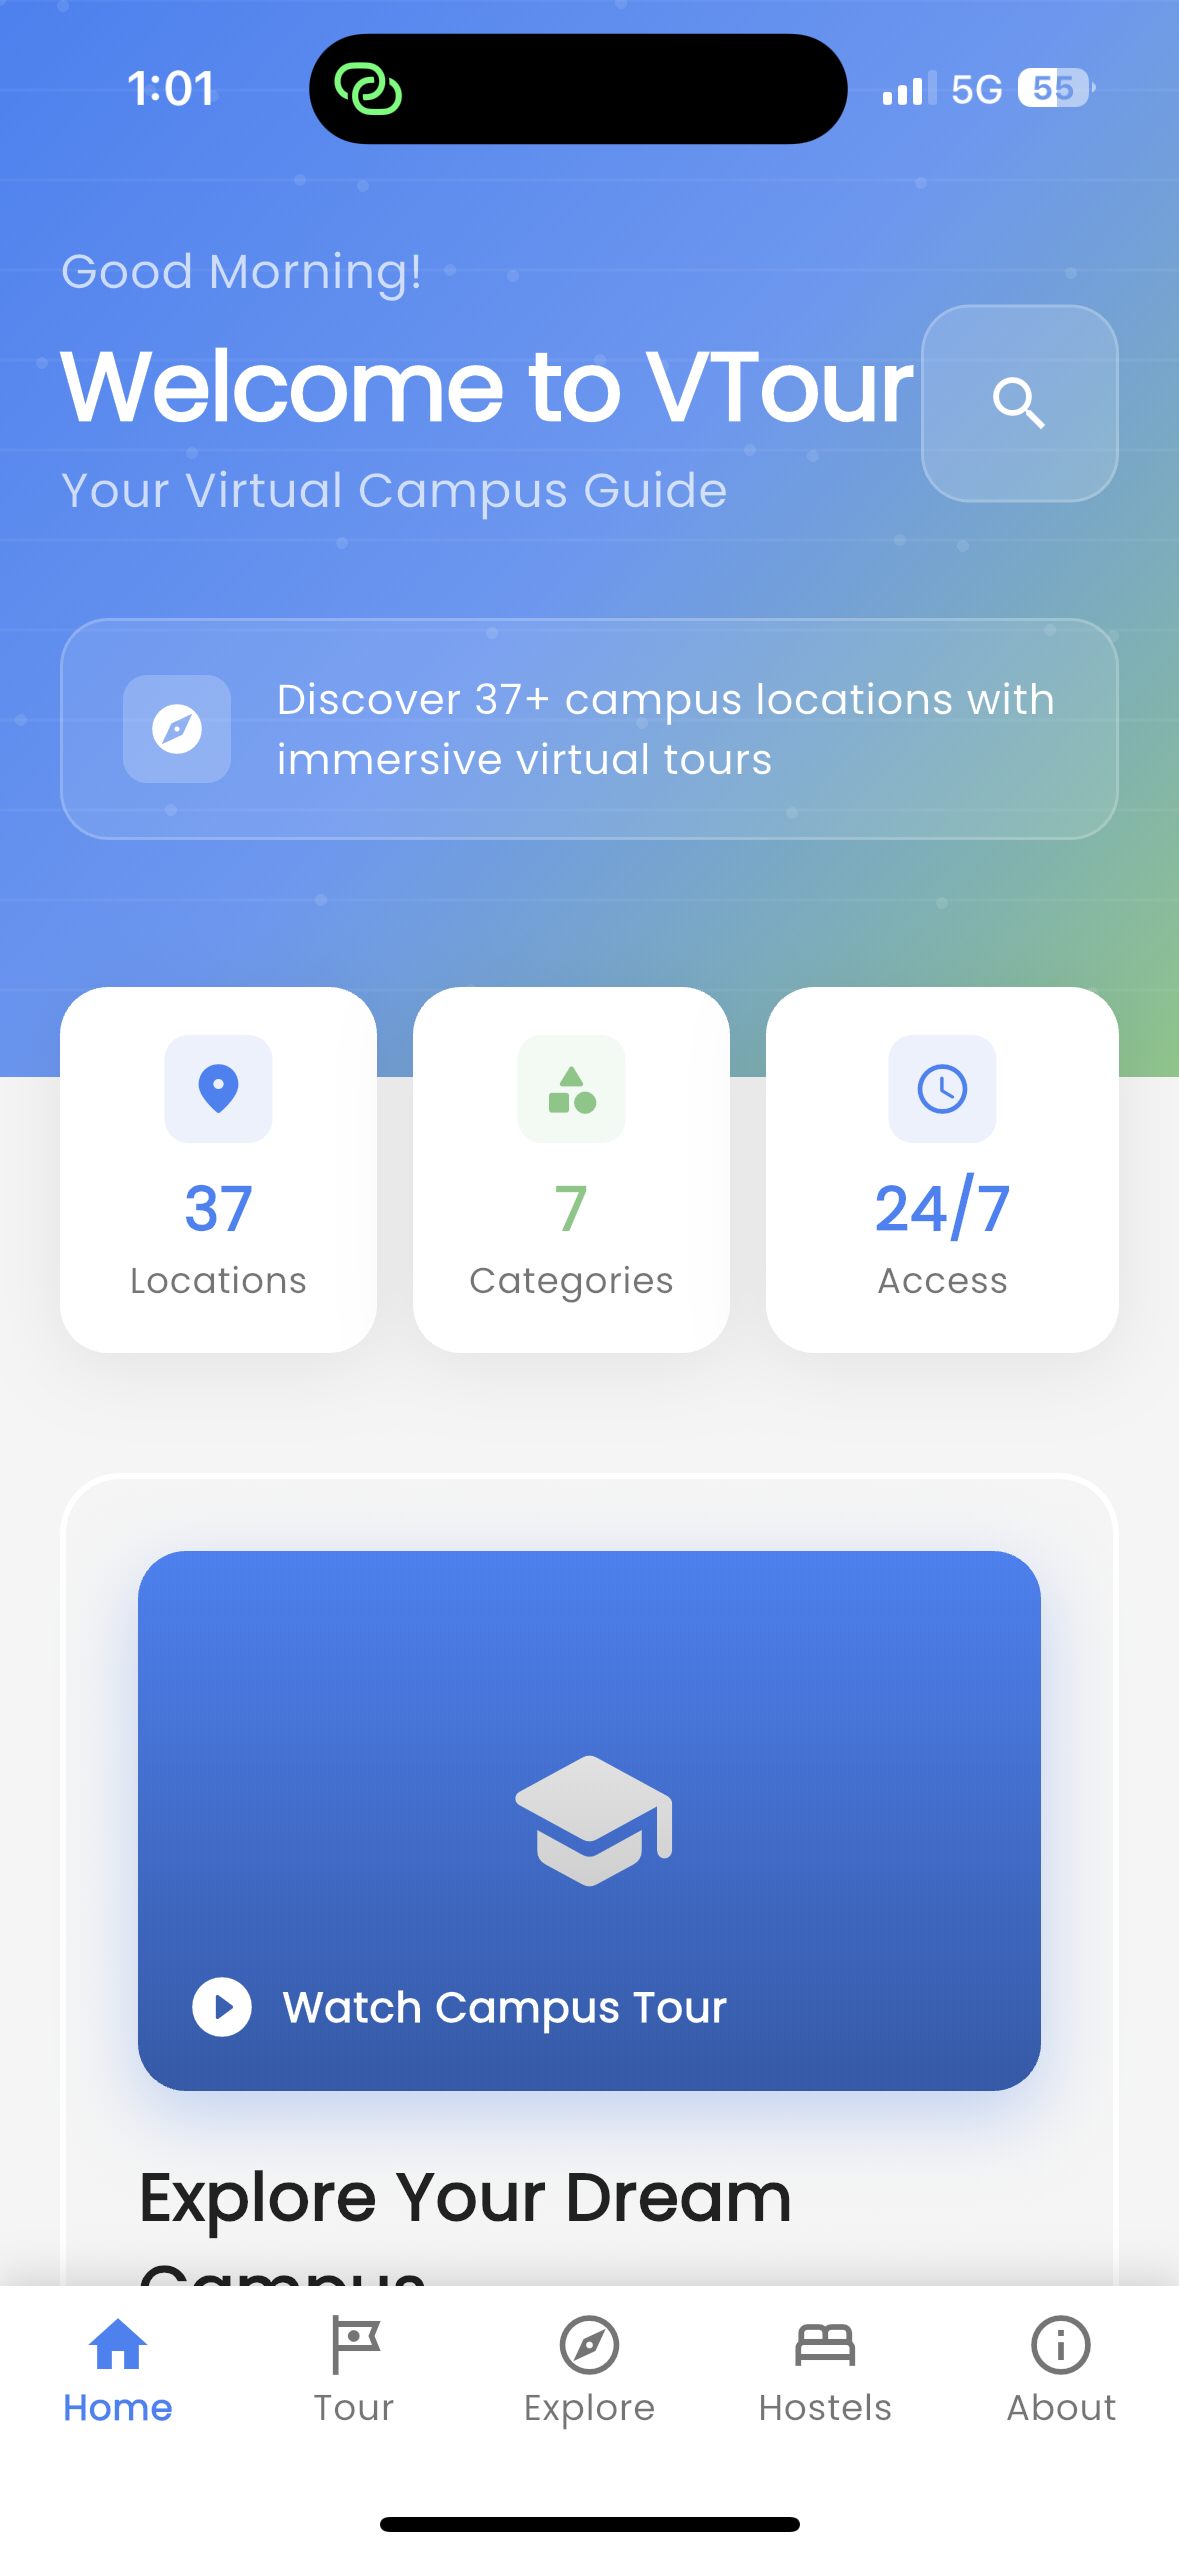 1:01
5G 55
Good Morning!
Welcome to VTour
Your Virtual Campus Guide
Discover 37+ campus locations with
immersive virtual tours
37
Locations
7
Categories
24/7
Access
Watch Campus Tour
Explore Your Dream
Campus
Home
Tour
Explore
Hostels
About